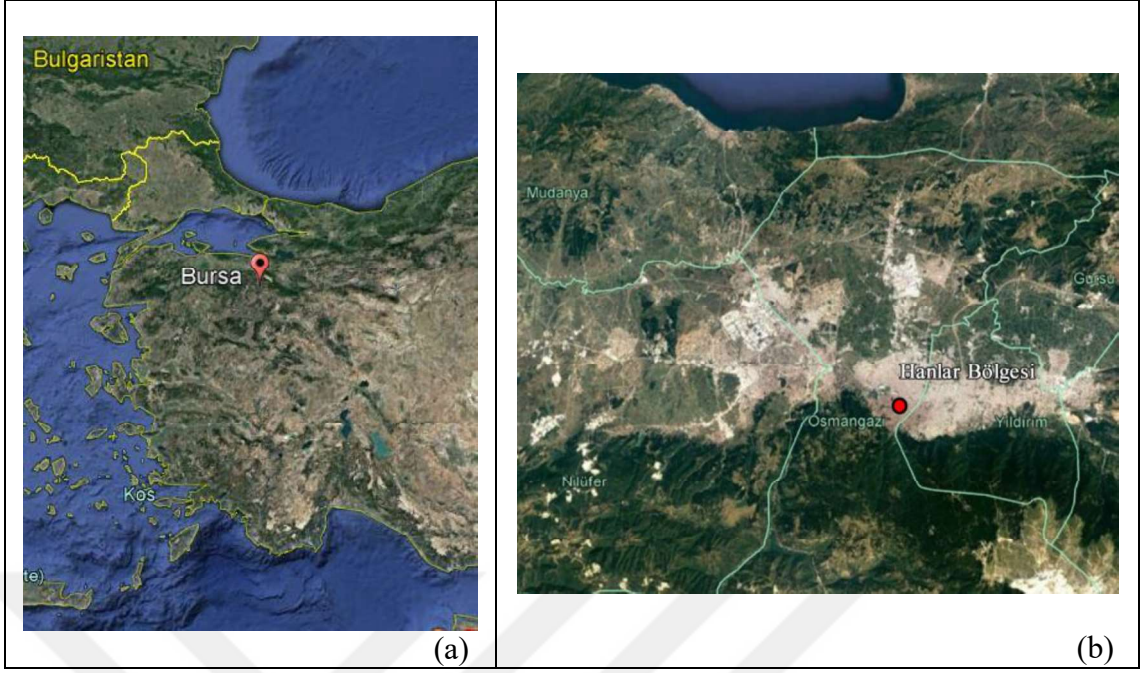 Bulgaristan
Bursa
Kos
te)
(a)
Mudanya
Gürsu
Hanlar Bölgesi
Osmangazi
Yıldırım
Nilüfer
(b)